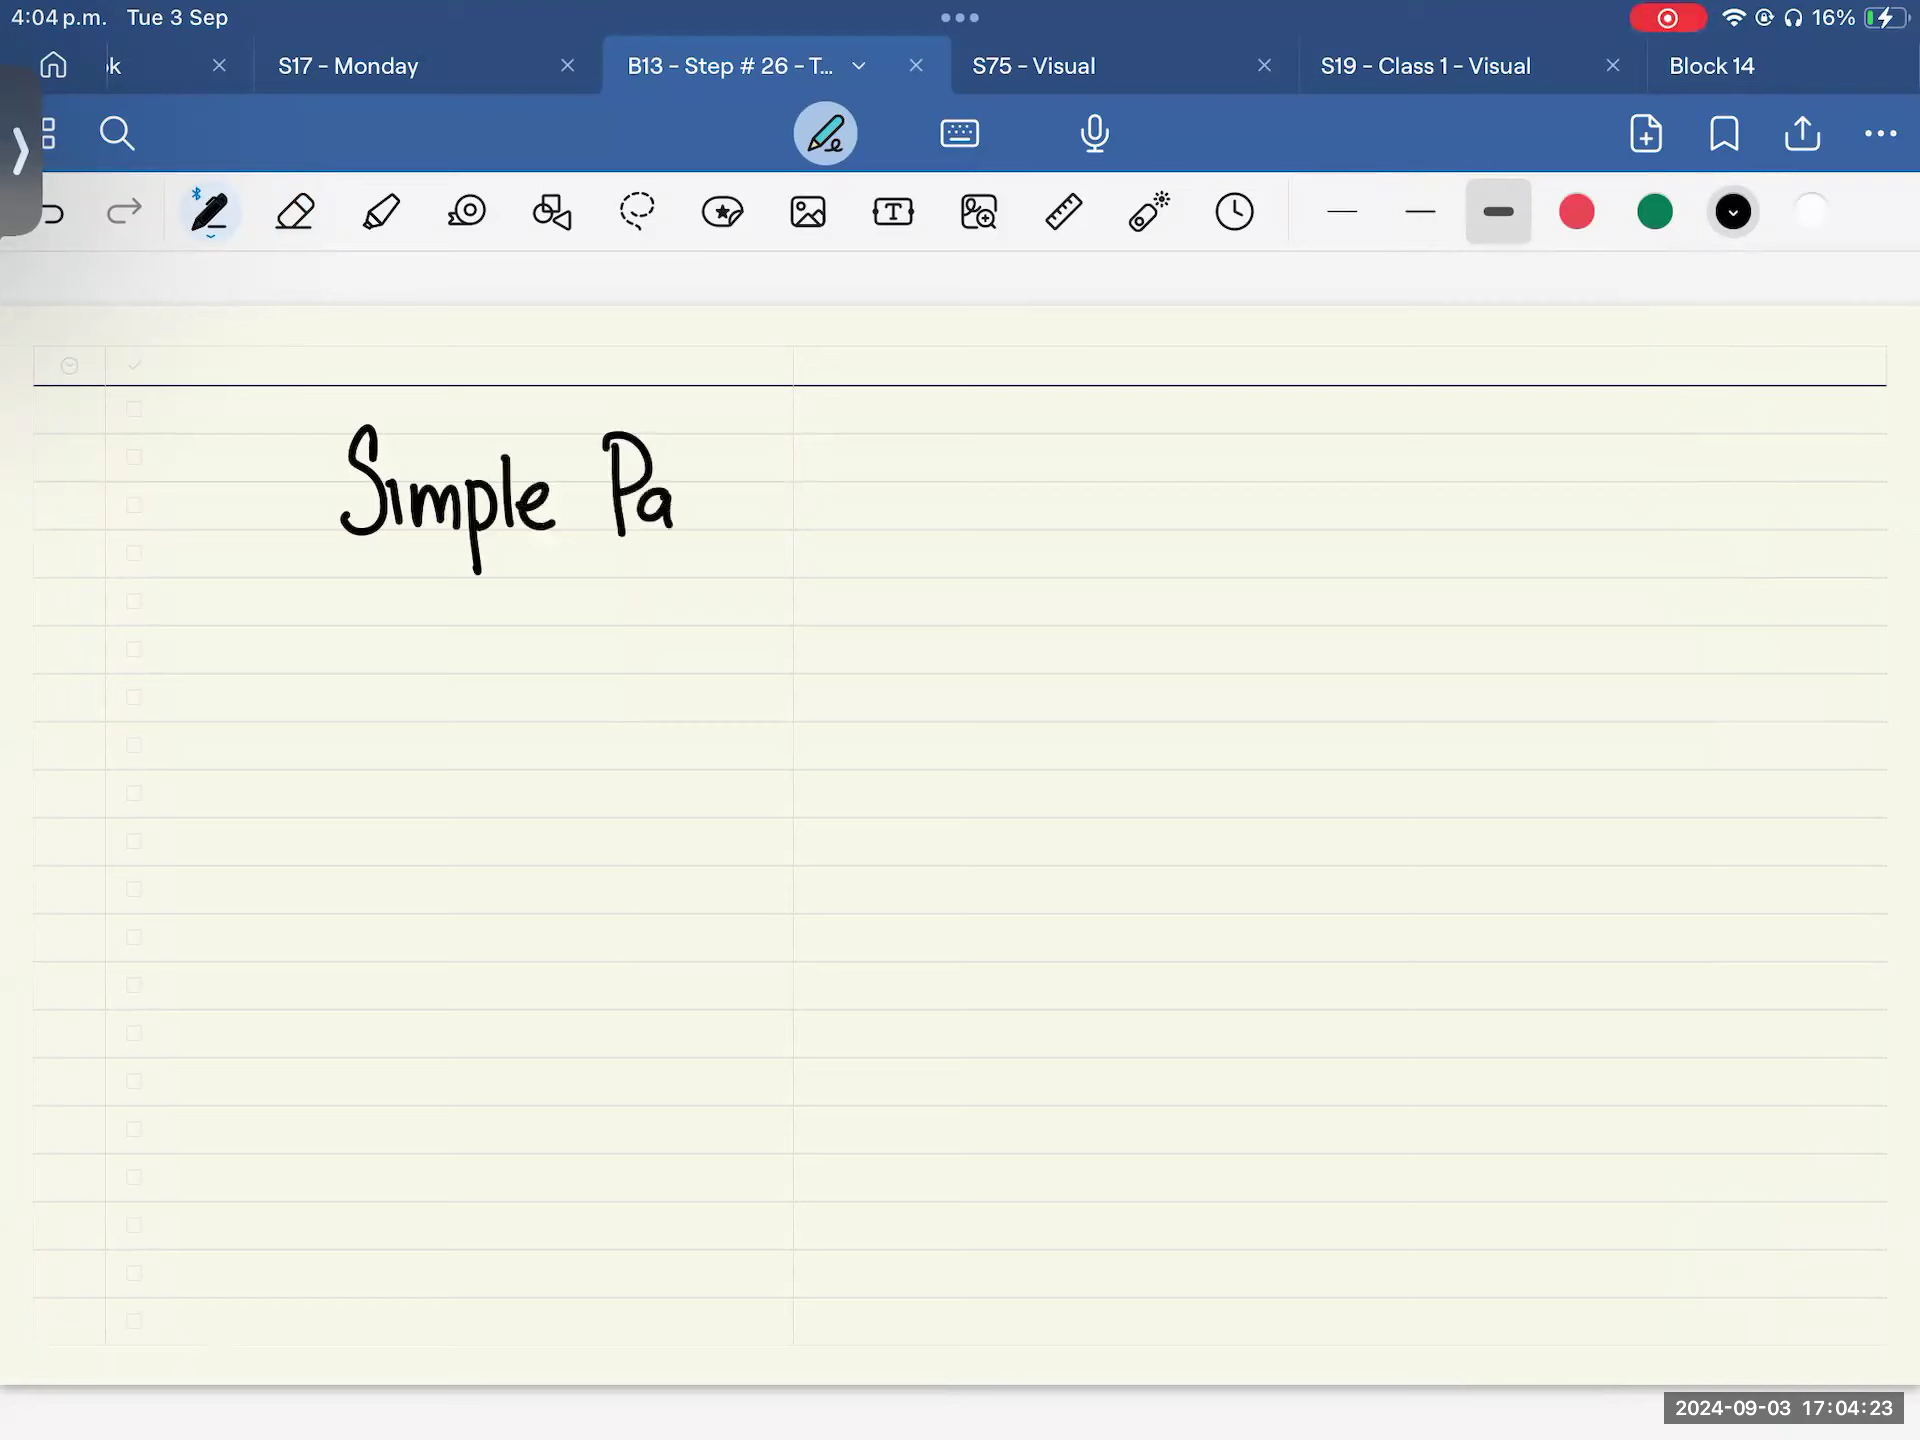 4:04 p.m. Tue 3 Sep
16%
k
S17 - Monday
B13 - Step # 26 - T...
S75 - Visual
S19 - Class 1 - Visual
Block 14
Simple Pa
2024-09-03 17:04:23